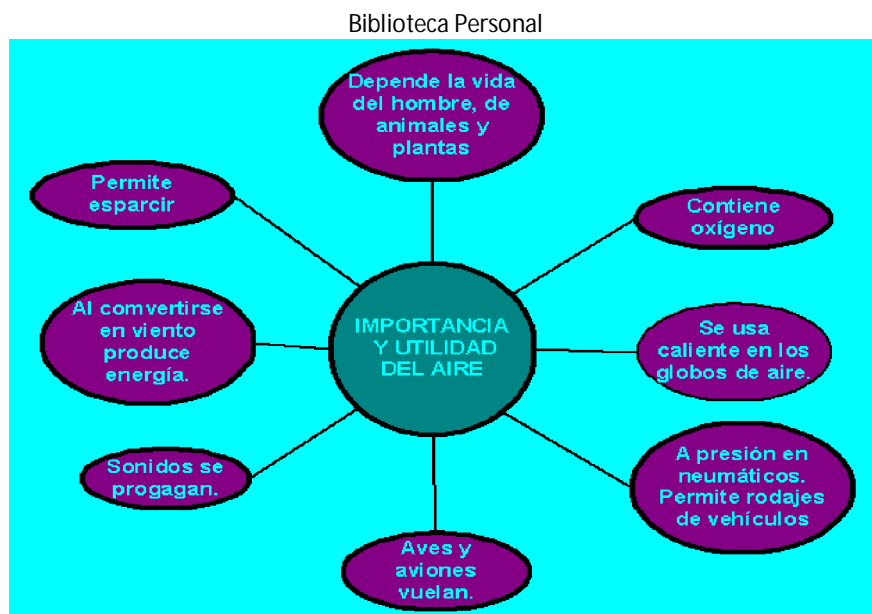 Biblioteca Personal
Depende la vida
del hombre, de
animales y
plantas
Permite
esparcir
Contiene
oxígeno
Al comvertirse
en viento
produce
energía.
IMPORTANCIA
Y UTILIDAD
DEL AIRE
Se usa
caliente en los
globos de aire.
Sonidos se
progagan.
A presión en
neumáticos.
Permite rodajes
de vehículos
Aves y
aviones
vuelan.